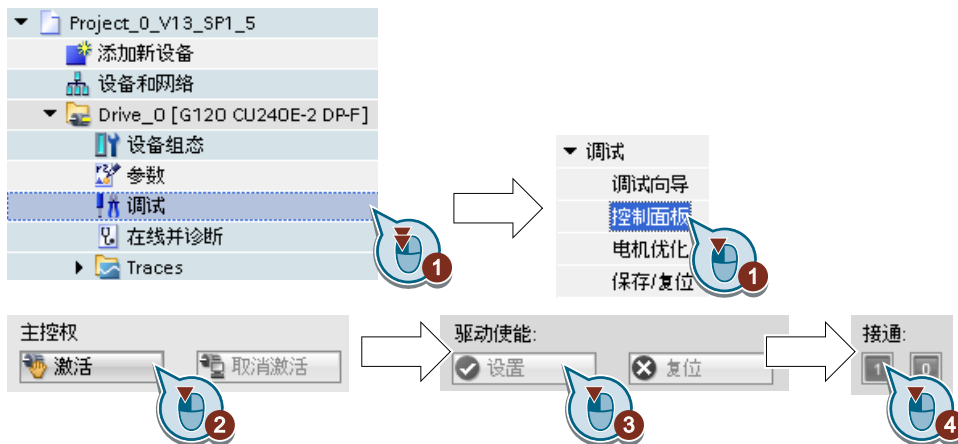 Project_0_V13_SP1_5
添加新设备
设备和网络
Drive_0 [G120 CU240E-2 DP-F]
设备组态
参数
调试
在线并诊断
Traces
1
调试
调试向导
控制面板
电机优化
保存/复位
1
主控权
激活
取消激活
2
驱动使能:
设置
复位
3
接通:
1
0
4